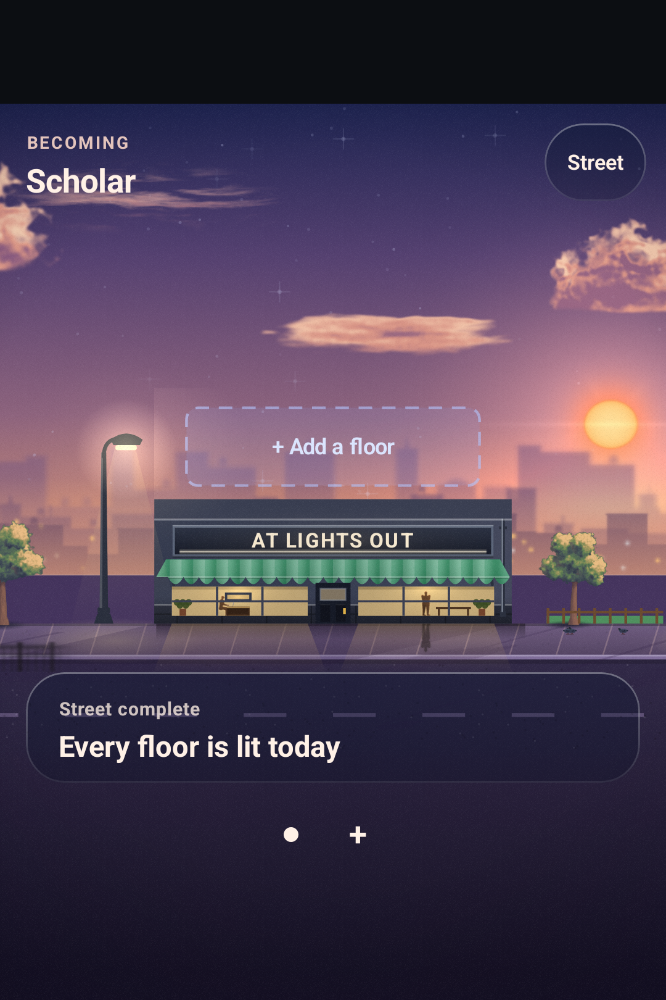 BECOMING
Scholar
Street
+ Add a floor
AT LIGHTS OUT
Street complete
Every floor is lit today
+